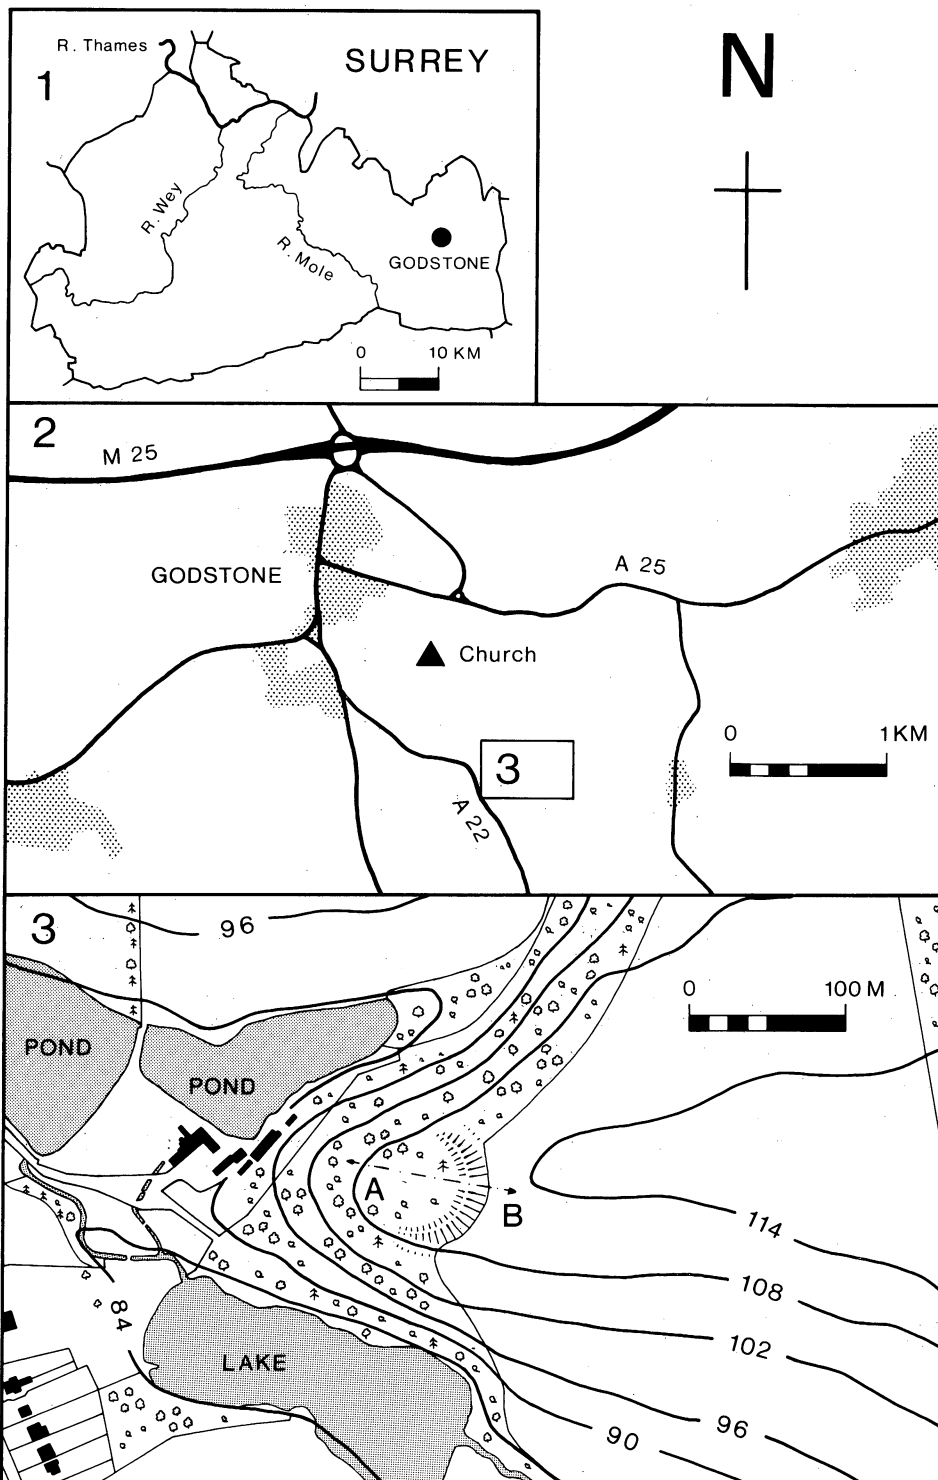 1
R. Thames
SURREY
N
R. Wey
R. Mole
GODSTONE
0 10 KM
2
M 25
GODSTONE
A 25
Church
0 1KM
3
A 22
3
96
0 100 M
POND
POND
A
B
114
108
84
102
LAKE
96
90